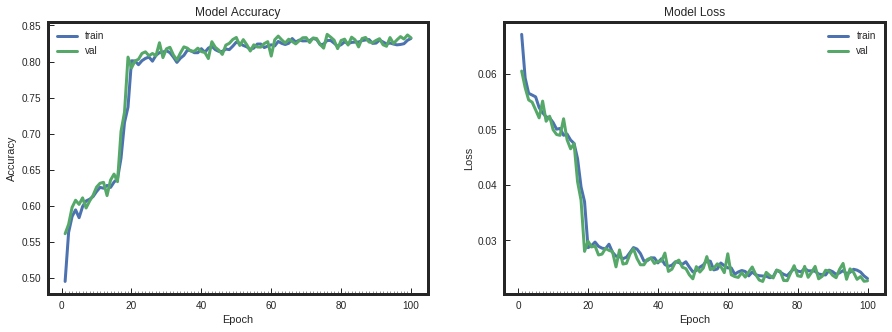 Model Accuracy
0.85
0.80
0.75
0.70
0.65
0.60
0.55
0.50
Accuracy
train
val
0 20 40 60 80 100
Epoch
Model Loss
0.06
0.05
0.04
0.03
Loss
train
val
0 20 40 60 80 100
Epoch